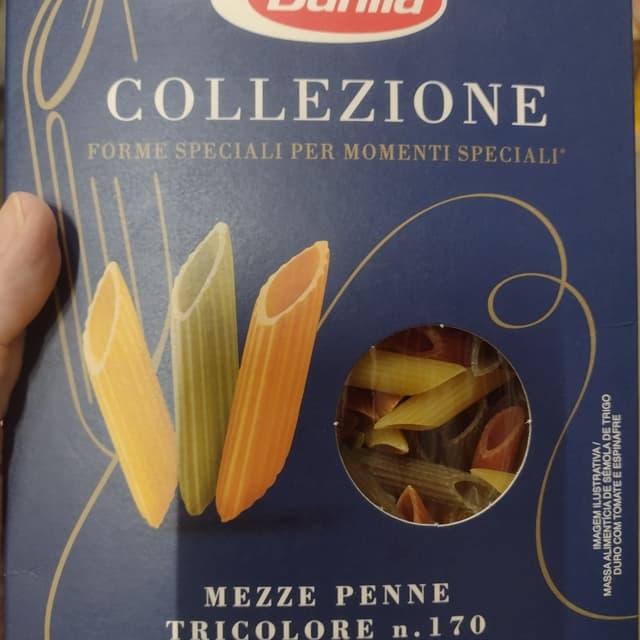 Barilla
COLLEZIONE
FORME SPECIALI PER MOMENTI SPECIALI*
IMAGEM ILUSTRATIVA /
MASSA ALIMENTÍCIA DE SÊMOLA DE TRIGO
DURO COM TOMATE E ESPINAFRE
MEZZE PENNE
TRICOLORE n.170